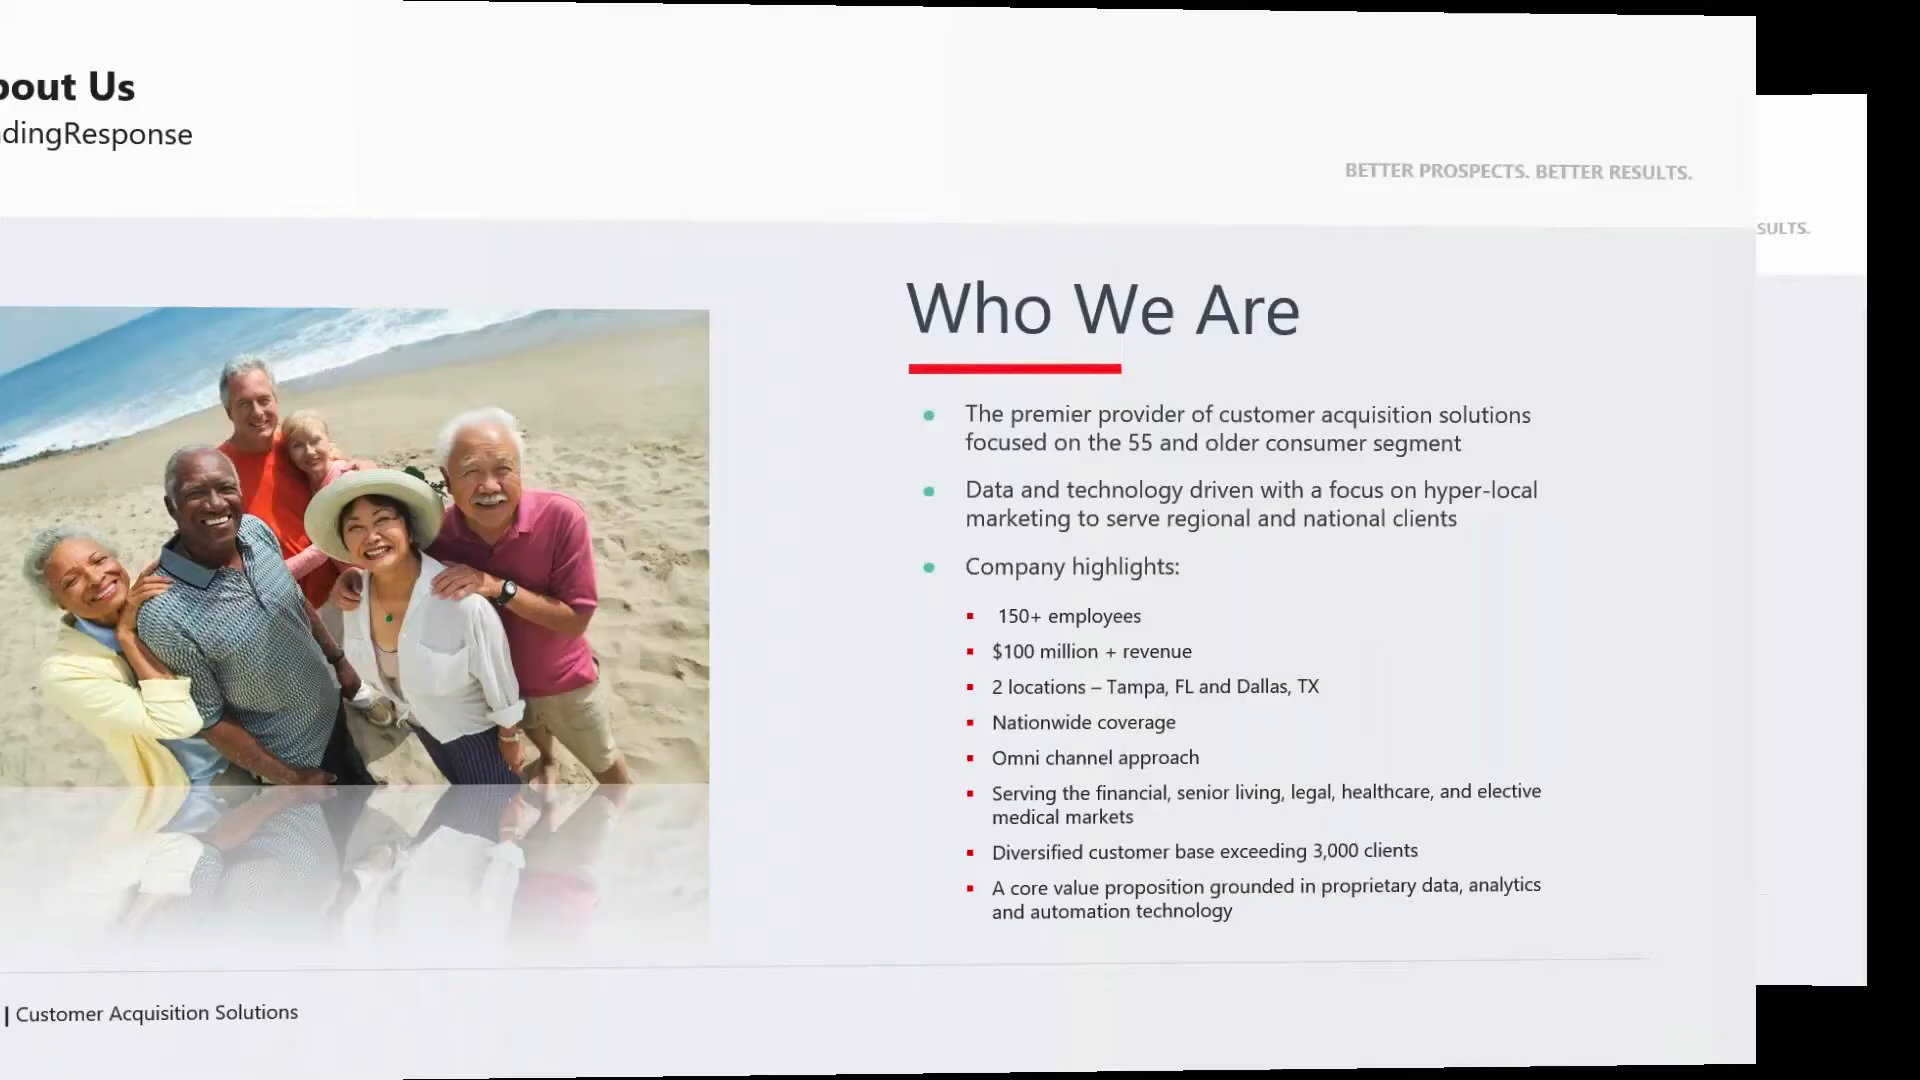 bout Us
dingResponse
BETTER PROSPECTS. BETTER RESULTS.
SULTS.
Who We Are
The premier provider of customer acquisition solutions
focused on the 55 and older consumer segment
Data and technology driven with a focus on hyper-local
marketing to serve regional and national clients
Company highlights:
150+ employees
$100 million + revenue
2 locations – Tampa, FL and Dallas, TX
Nationwide coverage
Omni channel approach
Serving the financial, senior living, legal, healthcare, and elective
medical markets
Diversified customer base exceeding 3,000 clients
A core value proposition grounded in proprietary data, analytics
and automation technology
| Customer Acquisition Solutions